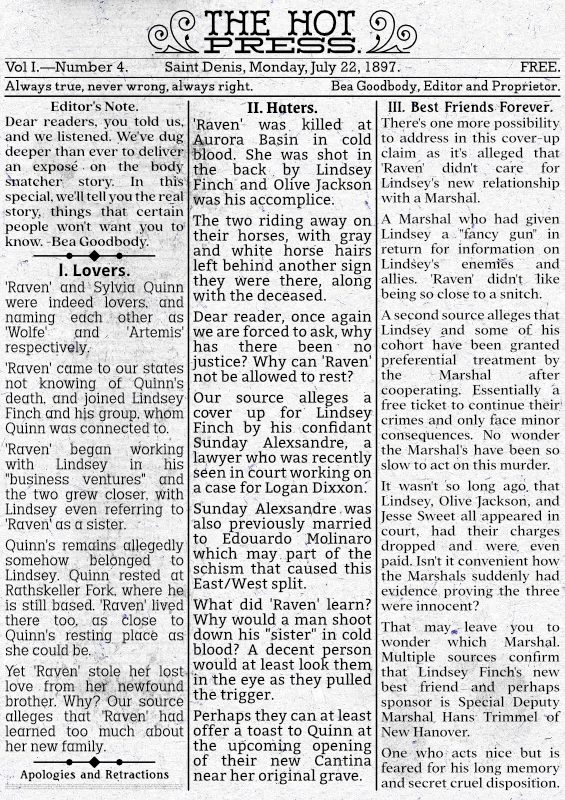 THE HOT
PRESS.
Vol I.—Number 4. Saint Denis, Monday, July 22, 1897. FREE.
Always true, never wrong, always right. Bea Goodbody, Editor and Proprietor.
Editor's Note.
Dear readers, you told us,
and we listened. We've dug
deeper than ever to deliver
an exposé on the body
snatcher story. In this
special, we'll tell you the real
story, things that certain
people won't want you to
know. -Bea Goodbody.
I. Lovers.
'Raven' and Sylvia Quinn
were indeed lovers, and
naming each other as
'Wolfe' and 'Artemis'
respectively.
'Raven' came to our states
not knowing of Quinn's
death, and joined Lindsey
Finch and his group, whom
Quinn was connected to.
'Raven' began working
with Lindsey in his
"business ventures" and
the two grew closer, with
Lindsey even referring to
'Raven' as a sister.
Quinn's remains allegedly
somehow belonged to
Lindsey. Quinn rested at
Rathskeller Fork, where he
is still based. 'Raven' lived
there too, as close to
Quinn's resting place as
she could be.
Yet 'Raven' stole her lost
love from her newfound
brother. Why? Our source
alleges that 'Raven' had
learned too much about
her new family.
Apologies and Retractions
II. Haters.
'Raven' was killed at
Aurora Basin in cold
blood. She was shot in
the back by Lindsey
Finch and Olive Jackson
was his accomplice.
The two riding away on
their horses, with gray
and white horse hairs
left behind another sign
they were there, along
with the deceased.
Dear reader, once again
we are forced to ask, why
has there been no
justice? Why can 'Raven'
not be allowed to rest?
Our source alleges a
cover up for Lindsey
Finch by his confidant
Sunday Alexsandre, a
lawyer who was recently
seen in court working on
a case for Logan Dixxon.
Sunday Alexsandre was
also previously married
to Edouardo Molinaro
which may part of the
schism that caused this
East/West split.
What did 'Raven' learn?
Why would a man shoot
down his "sister" in cold
blood? A decent person
would at least look them
in the eye as they pulled
the trigger.
Perhaps they can at least
offer a toast to Quinn at
the upcoming opening
of their new Cantina
near her original grave.
III. Best Friends Forever.
There's one more possibility
to address in this cover-up
claim as it's alleged that
'Raven' didn't care for
Lindsey's new relationship
with a Marshal.
A Marshal who had given
Lindsey a "fancy gun" in
return for information on
Lindsey's enemies and
allies. 'Raven' didn't like
being so close to a snitch.
A second source alleges that
Lindsey and some of his
cohort have been granted
preferential treatment by
the Marshal after
cooperating. Essentially a
free ticket to continue their
crimes and only face minor
consequences. No wonder
the Marshal's have been so
slow to act on this murder.
It wasn't so long ago that
Lindsey, Olive Jackson, and
Jesse Sweet all appeared in
court, had their charges
dropped and were even
paid. Isn't it convenient how
the Marshals suddenly had
evidence proving the three
were innocent?
That may leave you to
wonder which Marshal.
Multiple sources confirm
that Lindsey Finch's new
best friend and perhaps
sponsor is Special Deputy
Marshal Hans Trimmel of
New Hanover.
One who acts nice but is
feared for his long memory
and secret cruel disposition.